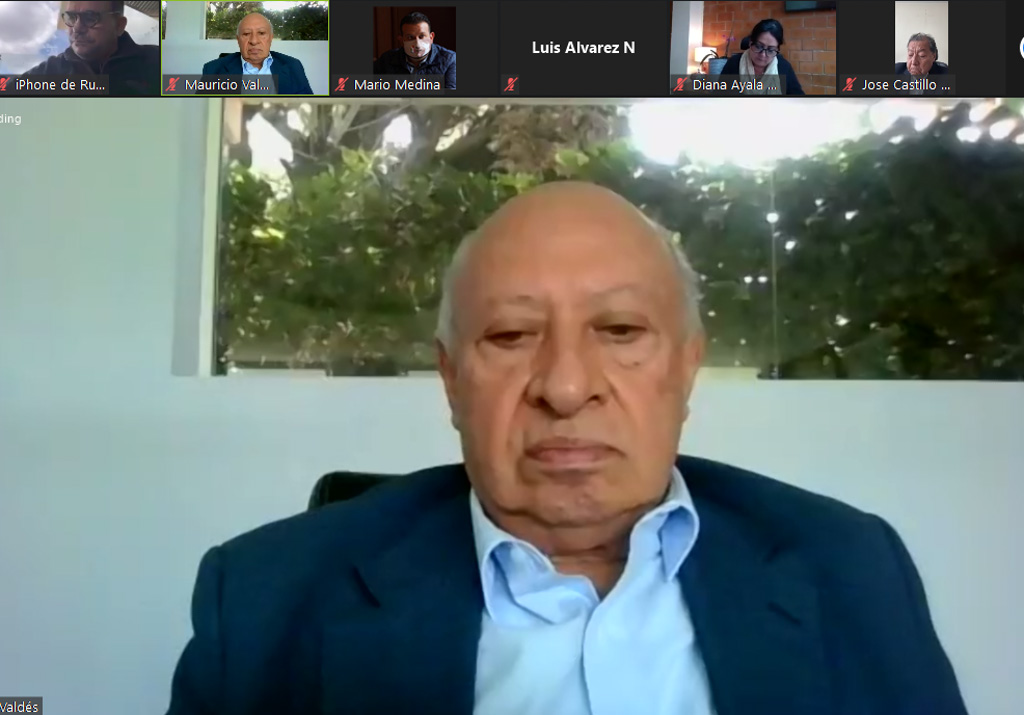 iPhone de Ru...
Mauricio Val...
Mario Medina
Luis Alvarez N
Diana Ayala ...
Jose Castillo ...
ding
Valdés